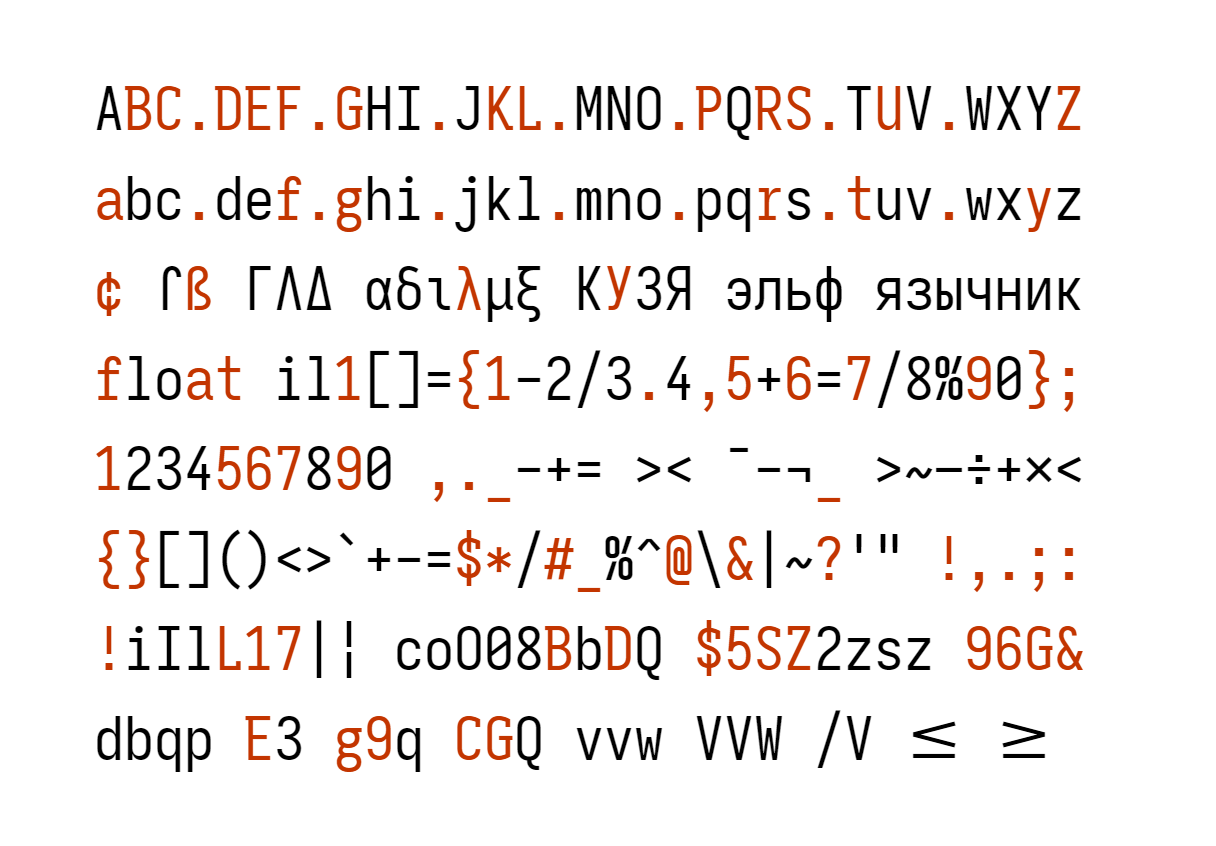 ABC.DEF.GHI.JKL.MNO.PQRS.TUV.WXYZ
abc.def.ghi.jkl.mno.pqrs.tuv.wxyz
¢ ſß ΓΛΔ αδιλμξ КУЗЯ эльф язычник
float il1[]={1-2/3.4,5+6=7/8%90};
1234567890 ,._-+= >< ¯-¬_ >~–÷+×<
{}[]()<>`+-=$*/#_%^@\&|~?'" !,.;:
!iIlL17|¦ coO08BbDQ $5SZ2zsz 96G&
dbqp E3 g9q CGQ vvw VVW /V ≤ ≥